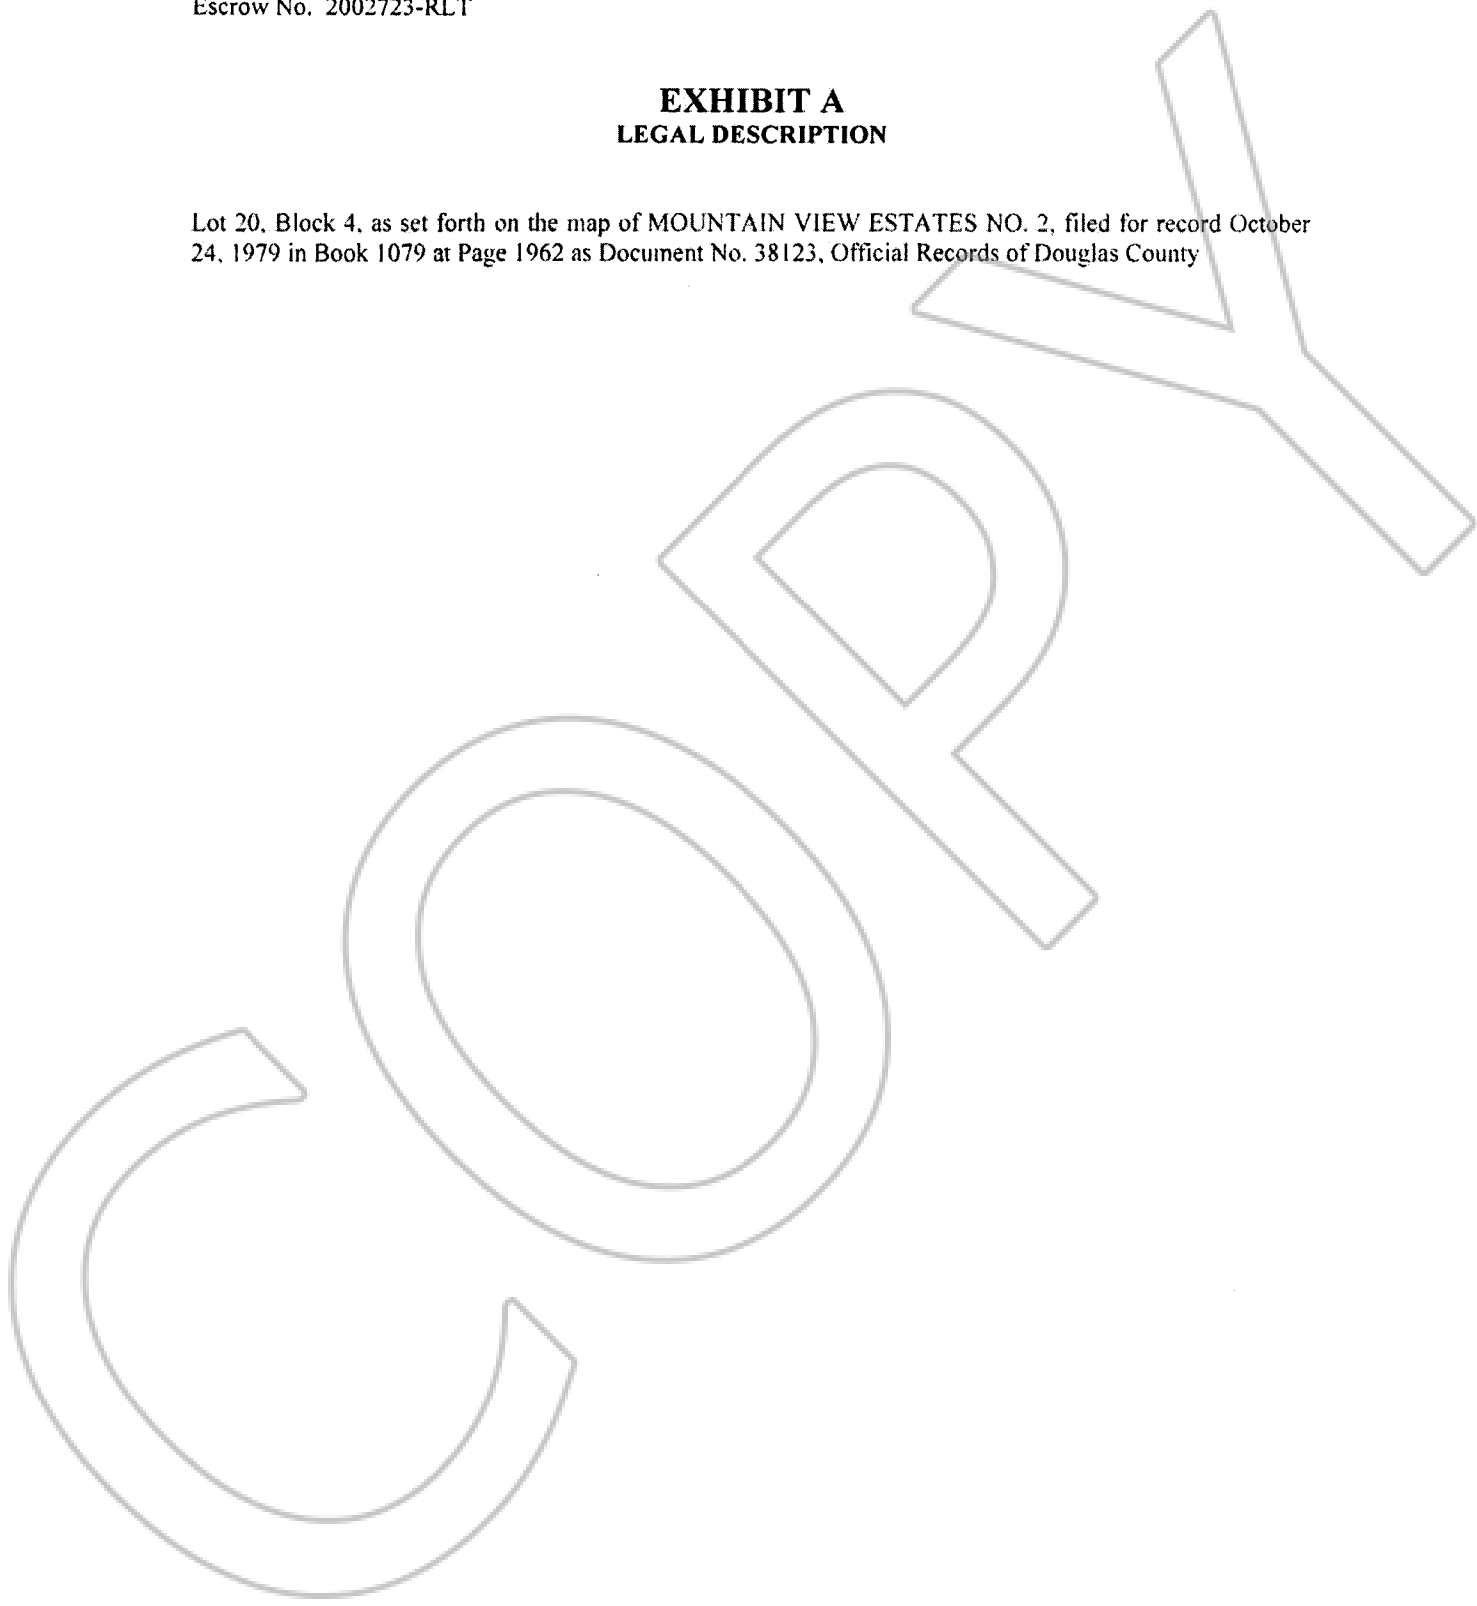 Escrow No. 2002723-RLT
EXHIBIT A
LEGAL DESCRIPTION
Lot 20, Block 4, as set forth on the map of MOUNTAIN VIEW ESTATES NO. 2, filed for record October
24, 1979 in Book 1079 at Page 1962 as Document No. 38123, Official Records of Douglas County
COPY